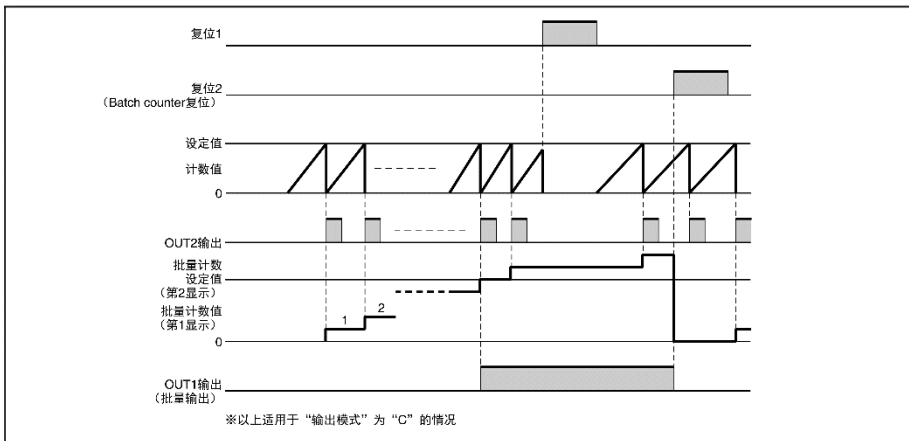 复位1
复位2
（Batch counter复位）
设定值
计数值
0
OUT2输出
批量计数
设定值
（第2显示）
批量计数值
（第1显示）
1
2
0
OUT1输出
（批量输出）
※以上适用于“输出模式”为“C”的情况